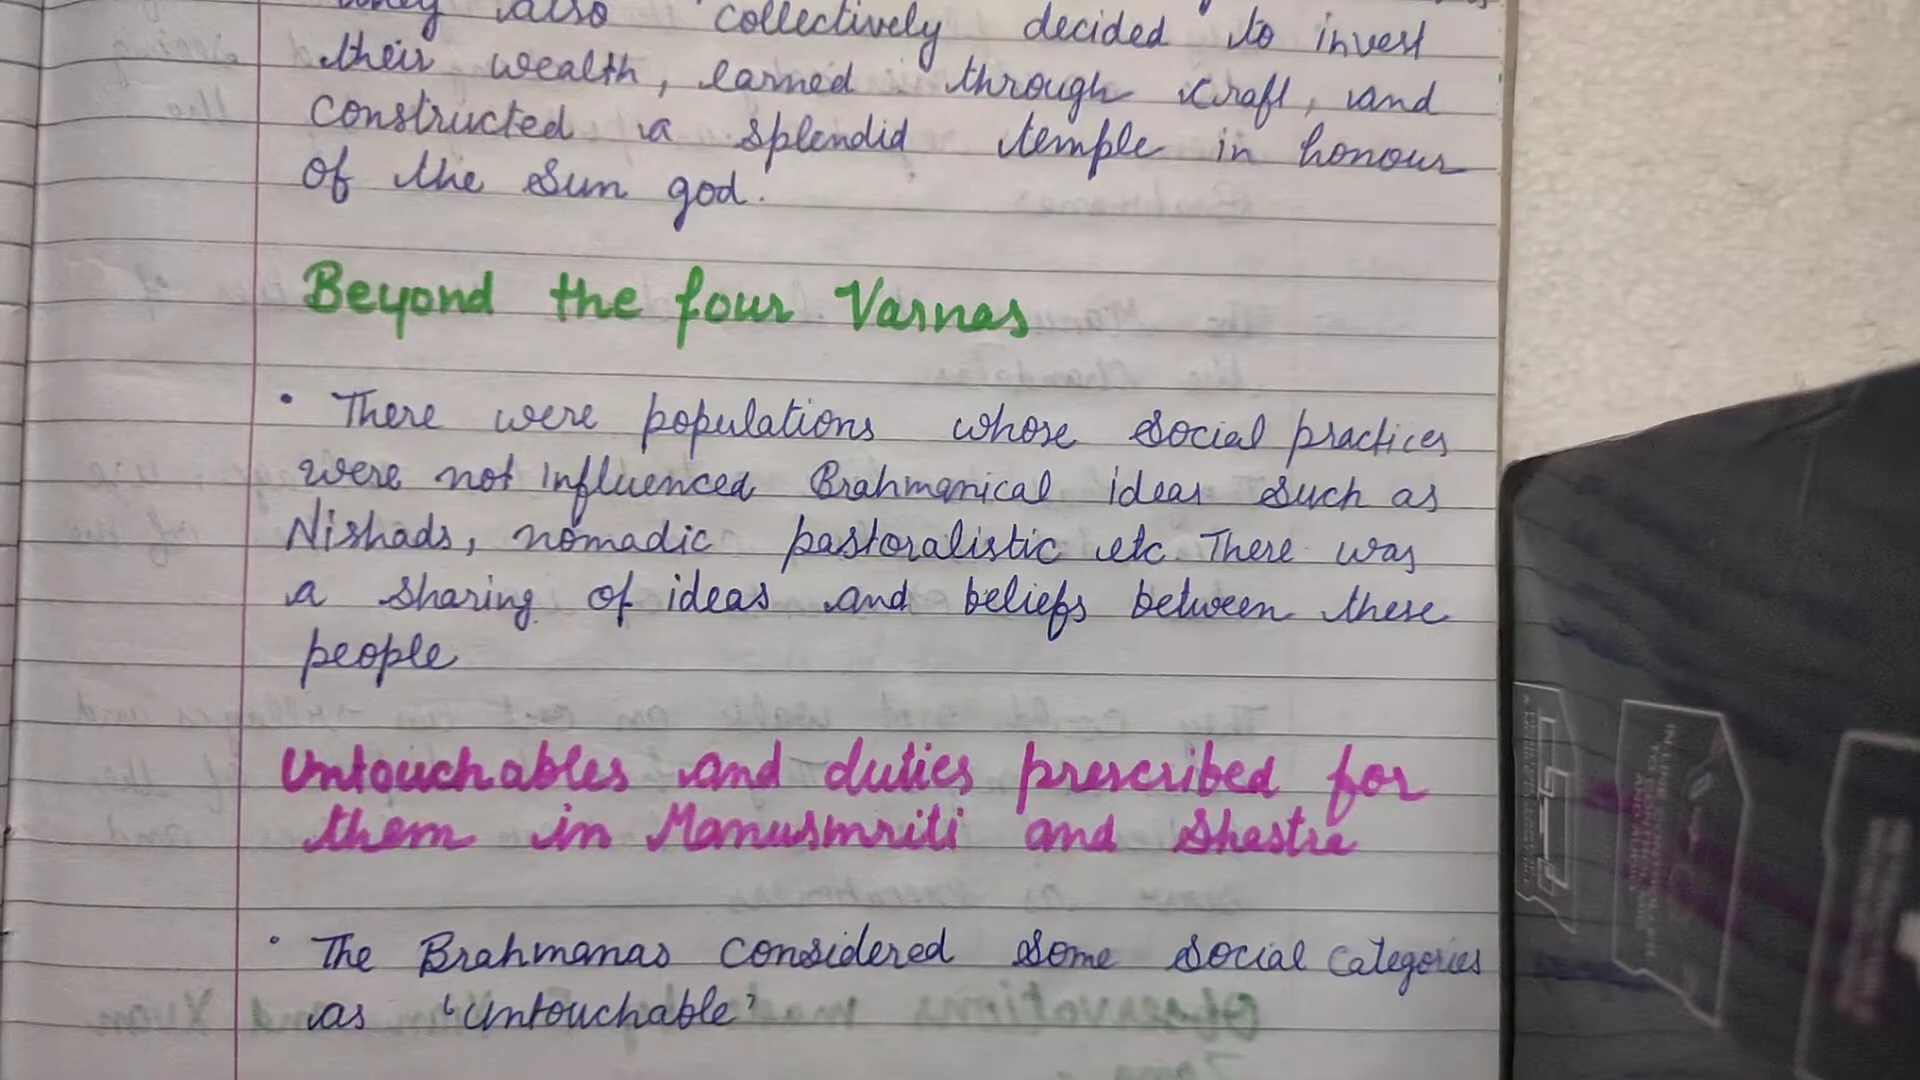 also collectively decided to invest
their wealth, earned through craft, and
constructed a splendid temple in honour
of the Sun god.
Beyond the four Varnas
• There were populations whose social practices
were not influenced Brahmanical ideas such as
Nishads, nomadic pastoralistic etc. There was
a sharing of ideas and beliefs between these
people
Untouchables and duties prescribed for
them in Manusmriti and Shastra
• The Brahmanas considered some social categories
as 'Untouchable'